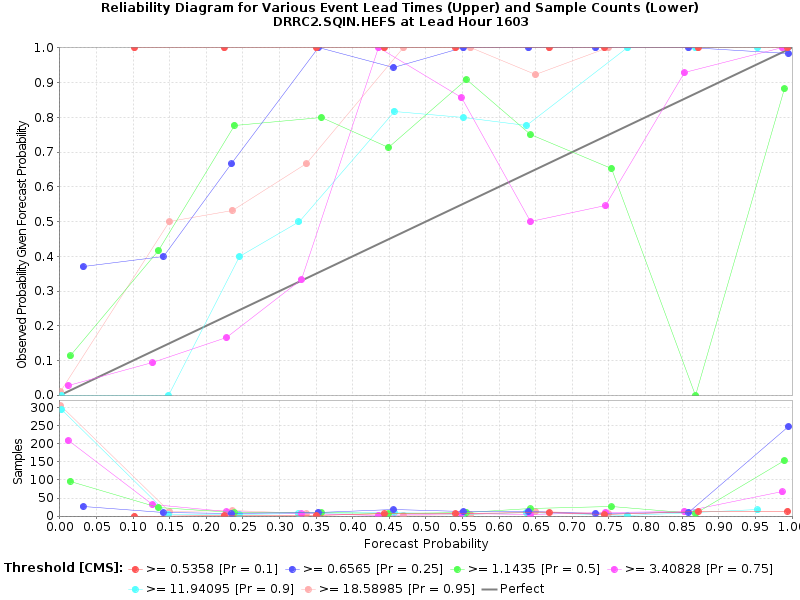 Reliability Diagram for Various Event Lead Times (Upper) and Sample Counts (Lower)
DRRC2.SQIN.HEFS at Lead Hour 1603
Observed Probability Given Forecast Probability
1.0
0.9
0.8
0.7
0.6
0.5
0.4
0.3
0.2
0.1
0.0
Samples
300
250
200
150
100
50
0
0.00 0.05 0.10 0.15 0.20 0.25 0.30 0.35 0.40 0.45 0.50 0.55 0.60 0.65 0.70 0.75 0.80 0.85 0.90 0.95 1.0
Forecast Probability
Threshold [CMS]: >= 0.5358 [Pr = 0.1] >= 0.6565 [Pr = 0.25] >= 1.1435 [Pr = 0.5] >= 3.40828 [Pr = 0.75]
>= 11.94095 [Pr = 0.9] >= 18.58985 [Pr = 0.95] Perfect